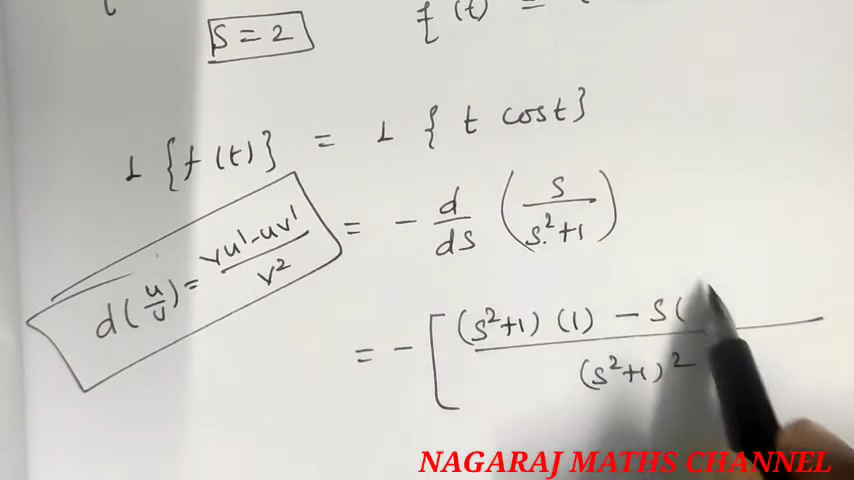 S = 2
f(t) =
L {f(t)} = L { t cost}
= - d/ds (s/(s²+1))
d(u/v) = (vu' - uv')/v²
= - [ (s²+1) (1) - s( / (s²+1)²
NAGARAJ MATHS CHANNEL